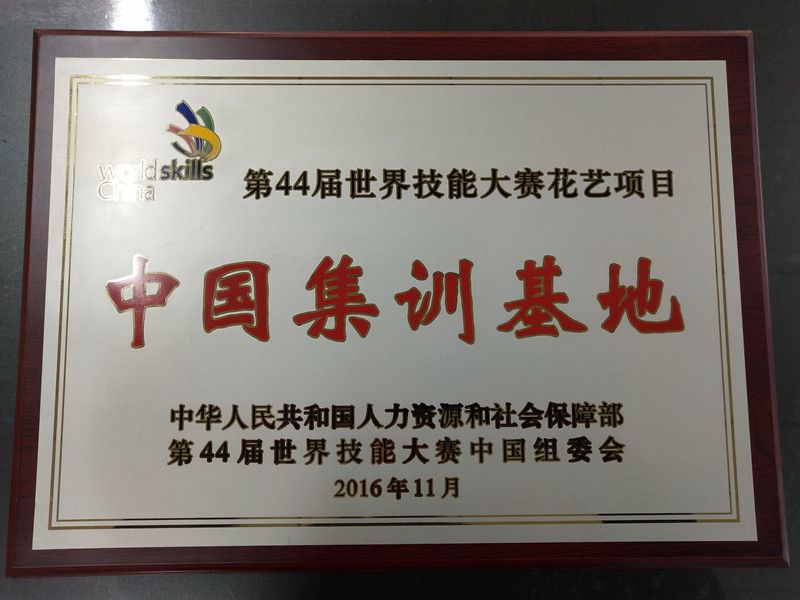 world skills
China
第44届世界技能大赛花艺项目
中国集训基地
中华人民共和国人力资源和社会保障部
第44届世界技能大赛中国组委会
2016年11月